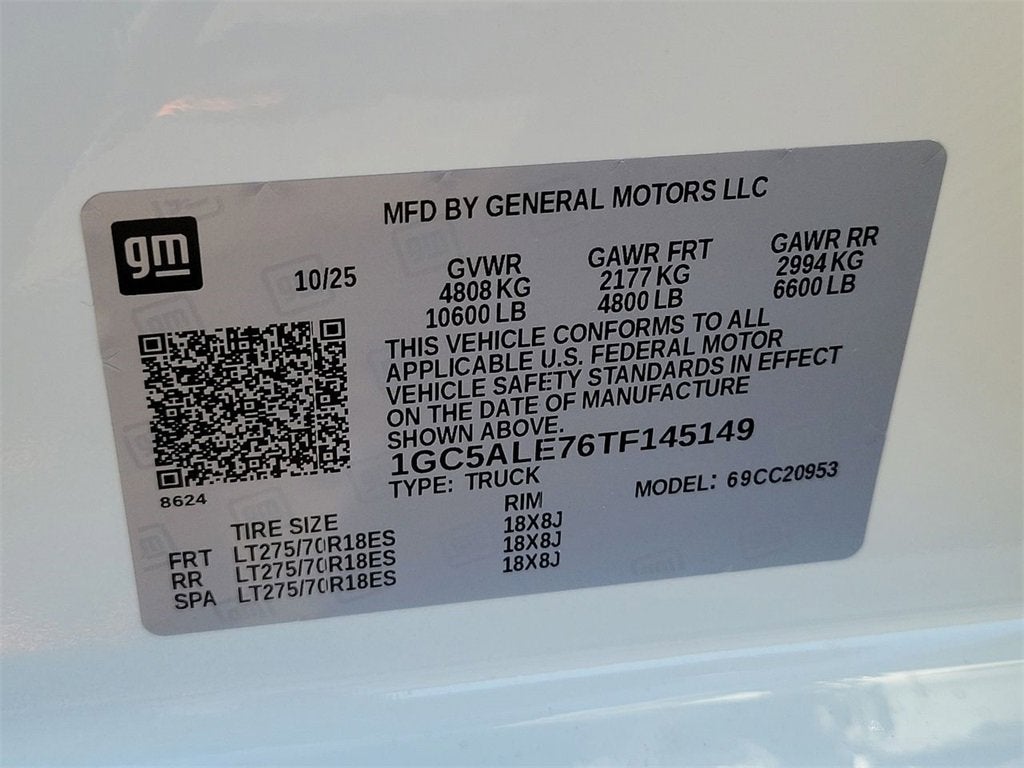 gm
MFD BY GENERAL MOTORS LLC
10/25
GVWR GAWR FRT GAWR RR
4808 KG 2177 KG 2994 KG
10600 LB 4800 LB 6600 LB
THIS VEHICLE CONFORMS TO ALL
APPLICABLE U.S. FEDERAL MOTOR
VEHICLE SAFETY STANDARDS IN EFFECT
ON THE DATE OF MANUFACTURE
SHOWN ABOVE.
1GC5ALE76TF145149
8624
TYPE: TRUCK MODEL: 69CC20953
TIRE SIZE RIM
FRT LT275/70R18ES 18X8J
RR LT275/70R18ES 18X8J
SPA LT275/70R18ES 18X8J